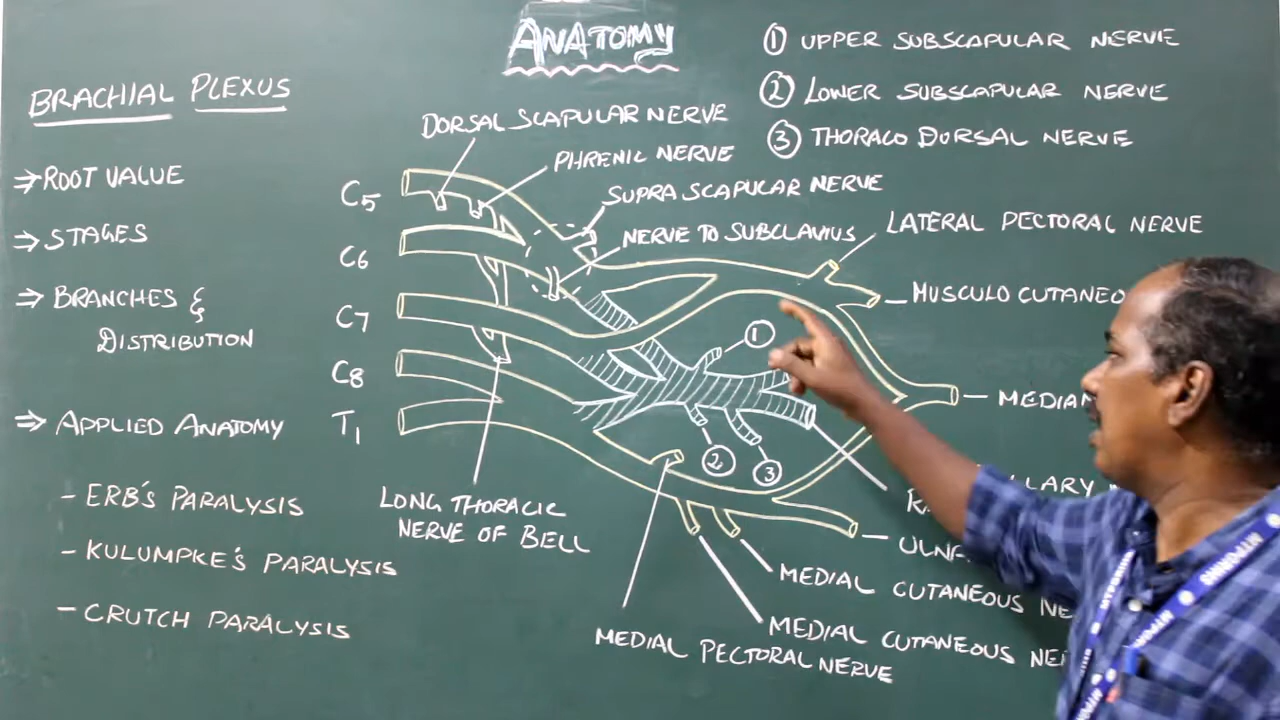 ANATOMY
BRACHIAL PLEXUS
⇒ ROOT VALUE
⇒ STAGES
⇒ BRANCHES &
DISTRIBUTION
⇒ APPLIED ANATOMY
- ERB'S PARALYSIS
- KULUMPKE'S PARALYSIS
- CRUTCH PARALYSIS
① UPPER SUBSCAPULAR NERVE
② LOWER SUBSCAPULAR NERVE
③ THORACO DORSAL NERVE
DORSAL SCAPULAR NERVE
PHRENIC NERVE
SUPRA SCAPULAR NERVE
NERVE TO SUBCLAVIUS
LATERAL PECTORAL NERVE
C5
C6
C7
C8
T1
①
②
③
LONG THORACIC
NERVE OF BELL
MEDIAL PECTORAL NERVE
MEDIAL CUTANEOUS
MEDIAL CUTANEOUS